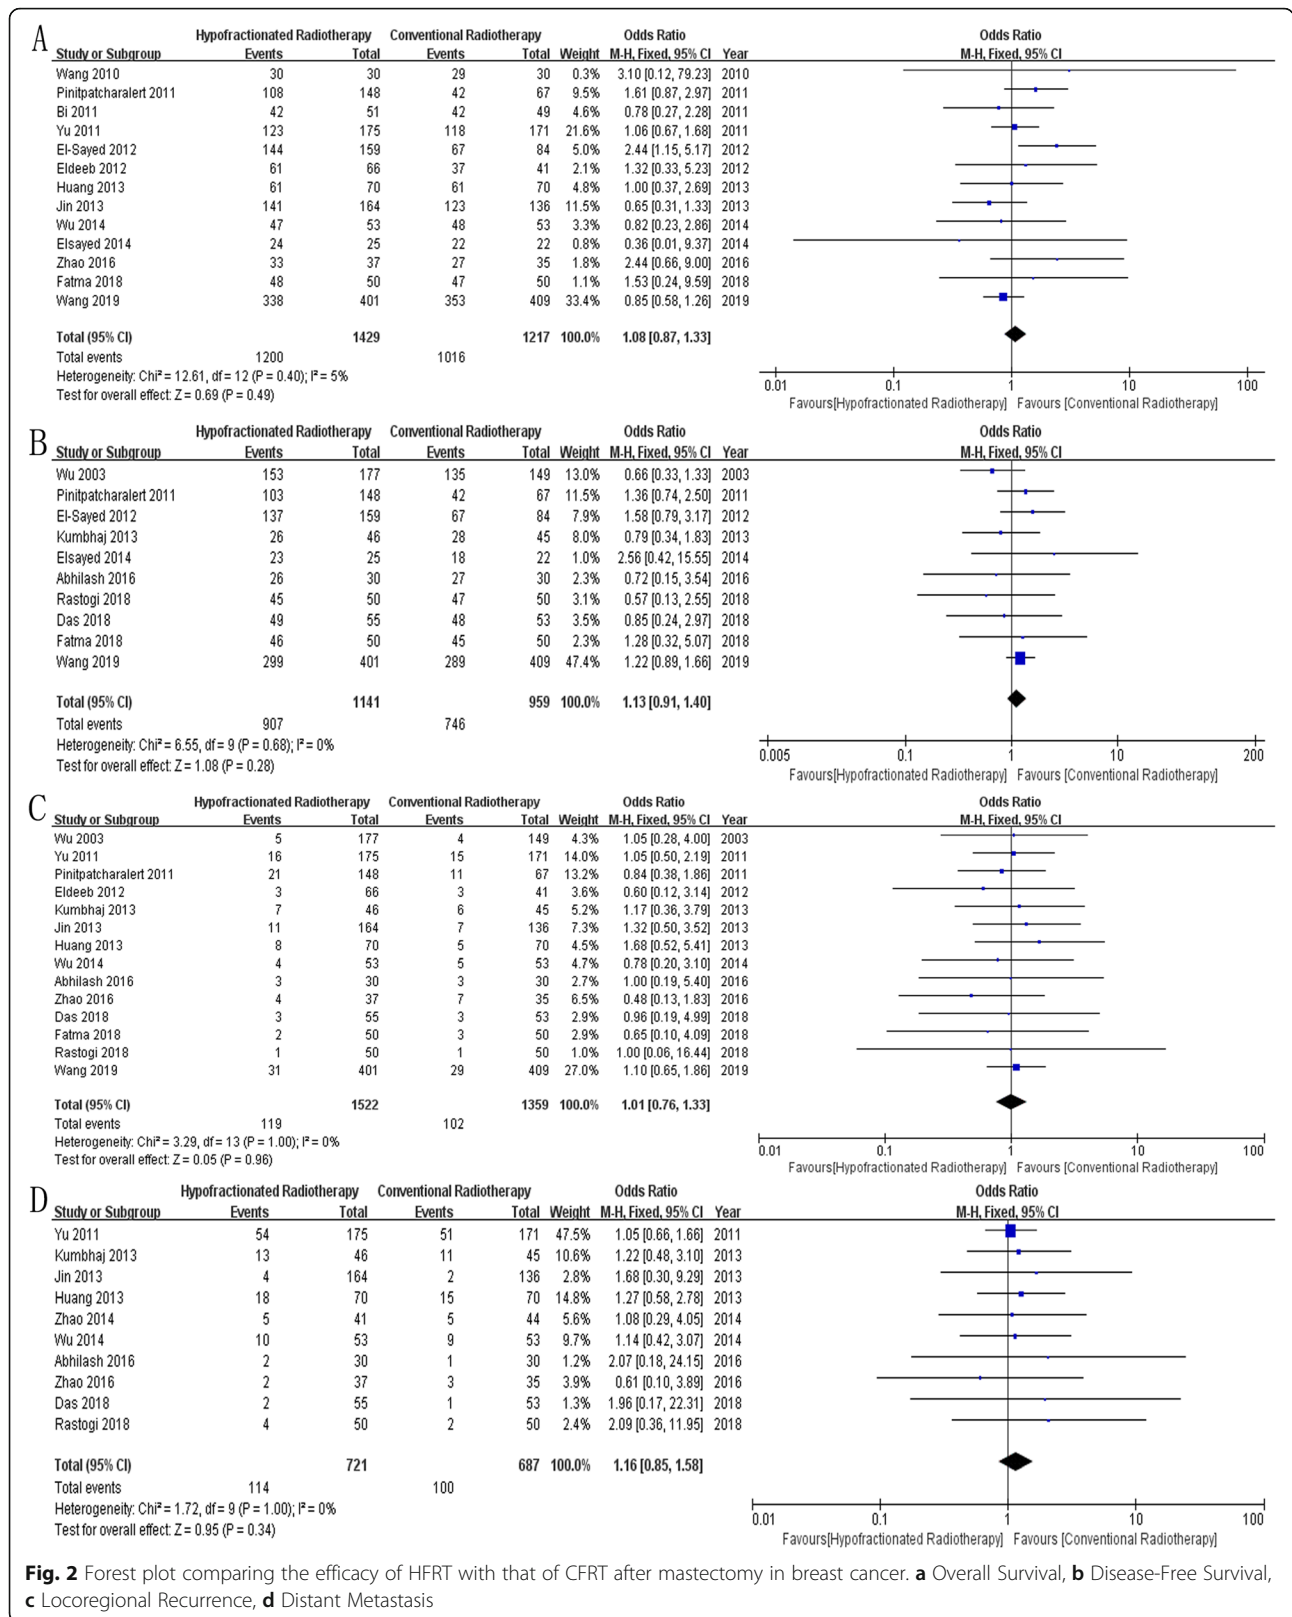 A
Hypofractionated Radiotherapy Conventional Radiotherapy Odds Ratio Odds Ratio
Study or Subgroup Events Total Events Total Weight M-H, Fixed, 95% CI Year M-H, Fixed, 95% CI
Wang 2010 30 30 29 30 0.3% 3.10 [0.12, 79.23] 2010
Pinitpatcharalert 2011 108 148 42 67 9.5% 1.61 [0.87, 2.97] 2011
Bi 2011 42 51 42 49 4.6% 0.78 [0.27, 2.28] 2011
Yu 2011 123 175 118 171 21.6% 1.06 [0.67, 1.68] 2011
El-Sayed 2012 144 159 67 84 5.0% 2.44 [1.15, 5.17] 2012
Eldeeb 2012 61 66 37 41 2.1% 1.32 [0.33, 5.23] 2012
Huang 2013 61 70 61 70 4.8% 1.00 [0.37, 2.69] 2013
Jin 2013 141 164 123 136 11.5% 0.65 [0.31, 1.33] 2013
Wu 2014 47 53 48 53 3.3% 0.82 [0.23, 2.86] 2014
Elsayed 2014 24 25 22 22 0.8% 0.36 [0.01, 9.37] 2014
Zhao 2016 33 37 27 35 1.8% 2.44 [0.66, 9.00] 2016
Fatma 2018 48 50 47 50 1.1% 1.53 [0.24, 9.59] 2018
Wang 2019 338 401 353 409 33.4% 0.85 [0.58, 1.26] 2019
Total (95% CI) 1429 1217 100.0% 1.08 [0.87, 1.33]
Total events 1200 1016
Heterogeneity: Chi² = 12.61, df = 12 (P = 0.40); I² = 5%
Test for overall effect: Z = 0.69 (P = 0.49)
0.01 0.1 1 10 100
Favours[Hypofractionated Radiotherapy] Favours [Conventional Radiotherapy]
B
Hypofractionated Radiotherapy Conventional Radiotherapy Odds Ratio Odds Ratio
Study or Subgroup Events Total Events Total Weight M-H, Fixed, 95% CI Year M-H, Fixed, 95% CI
Wu 2003 153 177 135 149 13.0% 0.66 [0.33, 1.33] 2003
Pinitpatcharalert 2011 103 148 42 67 11.5% 1.36 [0.74, 2.50] 2011
El-Sayed 2012 137 159 67 84 7.9% 1.58 [0.79, 3.17] 2012
Kumbhaj 2013 26 46 28 45 8.0% 0.79 [0.34, 1.83] 2013
Elsayed 2014 23 25 18 22 1.0% 2.56 [0.42, 15.55] 2014
Abhilash 2016 26 30 27 30 2.3% 0.72 [0.15, 3.54] 2016
Rastogi 2018 45 50 47 50 3.1% 0.57 [0.13, 2.55] 2018
Das 2018 49 55 48 53 3.5% 0.85 [0.24, 2.97] 2018
Fatma 2018 46 50 45 50 2.3% 1.28 [0.32, 5.07] 2018
Wang 2019 299 401 289 409 47.4% 1.22 [0.89, 1.66] 2019
Total (95% CI) 1141 959 100.0% 1.13 [0.91, 1.40]
Total events 907 746
Heterogeneity: Chi² = 6.55, df = 9 (P = 0.68); I² = 0%
Test for overall effect: Z = 1.08 (P = 0.28)
0.005 0.1 1 10 200
Favours[Hypofractionated Radiotherapy] Favours [Conventional Radiotherapy]
C
Hypofractionated Radiotherapy Conventional Radiotherapy Odds Ratio Odds Ratio
Study or Subgroup Events Total Events Total Weight M-H, Fixed, 95% CI Year M-H, Fixed, 95% CI
Wu 2003 5 177 4 149 4.3% 1.05 [0.28, 4.00] 2003
Yu 2011 16 175 15 171 14.0% 1.05 [0.50, 2.19] 2011
Pinitpatcharalert 2011 21 148 11 67 13.2% 0.84 [0.38, 1.86] 2011
Eldeeb 2012 3 66 3 41 3.6% 0.60 [0.12, 3.14] 2012
Kumbhaj 2013 7 46 6 45 5.2% 1.17 [0.36, 3.79] 2013
Jin 2013 11 164 7 136 7.3% 1.32 [0.50, 3.52] 2013
Huang 2013 8 70 5 70 4.5% 1.68 [0.52, 5.41] 2013
Wu 2014 4 53 5 53 4.7% 0.78 [0.20, 3.10] 2014
Abhilash 2016 3 30 3 30 2.7% 1.00 [0.19, 5.40] 2016
Zhao 2016 4 37 7 35 6.5% 0.48 [0.13, 1.83] 2016
Das 2018 3 55 3 53 2.9% 0.96 [0.19, 4.99] 2018
Fatma 2018 2 50 3 50 2.9% 0.65 [0.10, 4.09] 2018
Rastogi 2018 1 50 1 50 1.0% 1.00 [0.06, 16.44] 2018
Wang 2019 31 401 29 409 27.0% 1.10 [0.65, 1.86] 2019
Total (95% CI) 1522 1359 100.0% 1.01 [0.76, 1.33]
Total events 119 102
Heterogeneity: Chi² = 3.29, df = 13 (P = 1.00); I² = 0%
Test for overall effect: Z = 0.05 (P = 0.96)
0.01 0.1 1 10 100
Favours[Hypofractionated Radiotherapy] Favours [Conventional Radiotherapy]
D
Hypofractionated Radiotherapy Conventional Radiotherapy Odds Ratio Odds Ratio
Study or Subgroup Events Total Events Total Weight M-H, Fixed, 95% CI Year M-H, Fixed, 95% CI
Yu 2011 54 175 51 171 47.5% 1.05 [0.66, 1.66] 2011
Kumbhaj 2013 13 46 11 45 10.6% 1.22 [0.48, 3.10] 2013
Jin 2013 4 164 2 136 2.8% 1.68 [0.30, 9.29] 2013
Huang 2013 18 70 15 70 14.8% 1.27 [0.58, 2.78] 2013
Zhao 2014 5 41 5 44 5.6% 1.08 [0.29, 4.05] 2014
Wu 2014 10 53 9 53 9.7% 1.14 [0.42, 3.07] 2014
Abhilash 2016 2 30 1 30 1.2% 2.07 [0.18, 24.15] 2016
Zhao 2016 2 37 3 35 3.9% 0.61 [0.10, 3.89] 2016
Das 2018 2 55 1 53 1.3% 1.96 [0.17, 22.31] 2018
Rastogi 2018 4 50 2 50 2.4% 2.09 [0.36, 11.95] 2018
Total (95% CI) 721 687 100.0% 1.16 [0.85, 1.58]
Total events 114 100
Heterogeneity: Chi² = 1.72, df = 9 (P = 1.00); I² = 0%
Test for overall effect: Z = 0.95 (P = 0.34)
0.01 0.1 1 10 100
Favours[Hypofractionated Radiotherapy] Favours [Conventional Radiotherapy]
Fig. 2 Forest plot comparing the efficacy of HFRT with that of CFRT after mastectomy in breast cancer. a Overall Survival, b Disease-Free Survival,
c Locoregional Recurrence, d Distant Metastasis